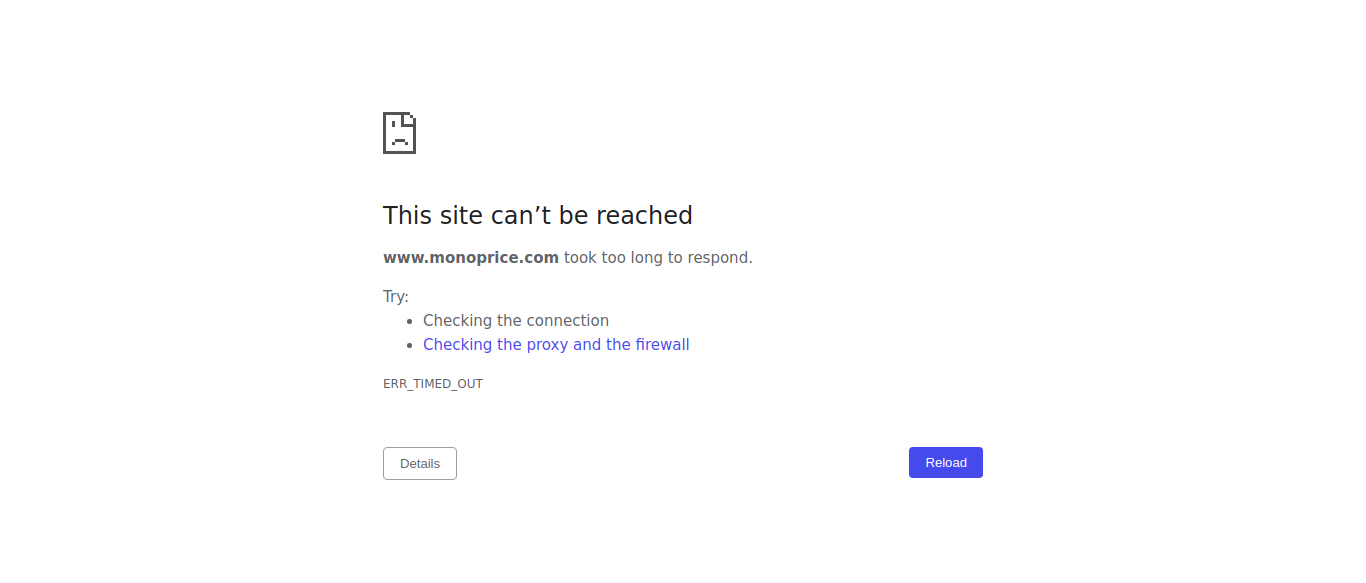 This site can’t be reached
www.monoprice.com took too long to respond.
Try:
Checking the connection
Checking the proxy and the firewall
ERR_TIMED_OUT
Details
Reload